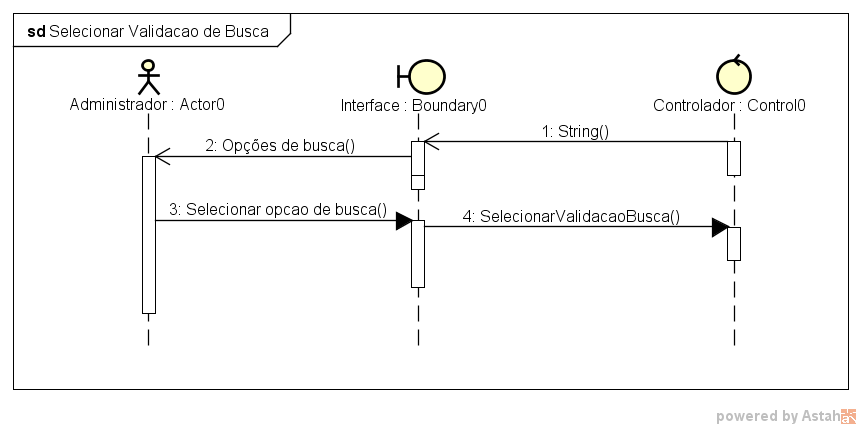 sd Selecionar Validacao de Busca
Administrador : Actor0
Interface : Boundary0
Controlador : Control0
1: String()
2: Opções de busca()
3: Selecionar opcao de busca()
4: SelecionarValidacaoBusca()
powered by Astah